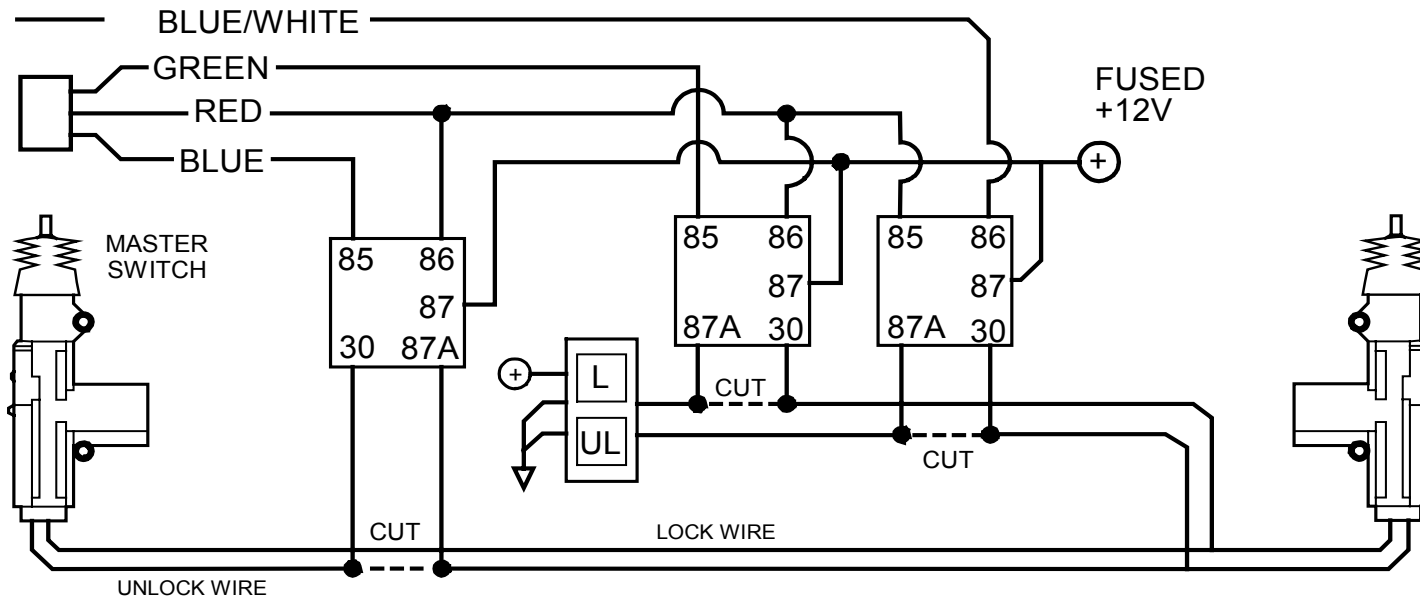 BLUE/WHITE
GREEN
RED
BLUE
FUSED
+12V
+
MASTER
SWITCH
85 86
87
30 87A
85 86
87
87A 30
85 86
87
87A 30
+
L
UL
CUT
CUT
CUT
LOCK WIRE
UNLOCK WIRE